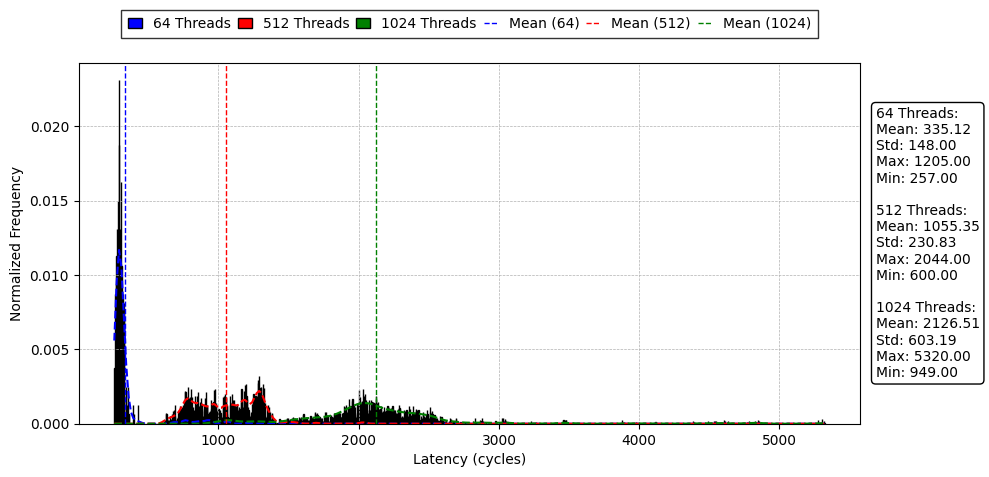 64 Threads 512 Threads 1024 Threads Mean (64) Mean (512) Mean (1024)
0.020
0.015
0.010
0.005
0.000
Normalized Frequency
1000 2000 3000 4000 5000
Latency (cycles)
64 Threads:
Mean: 335.12
Std: 148.00
Max: 1205.00
Min: 257.00
512 Threads:
Mean: 1055.35
Std: 230.83
Max: 2044.00
Min: 600.00
1024 Threads:
Mean: 2126.51
Std: 603.19
Max: 5320.00
Min: 949.00